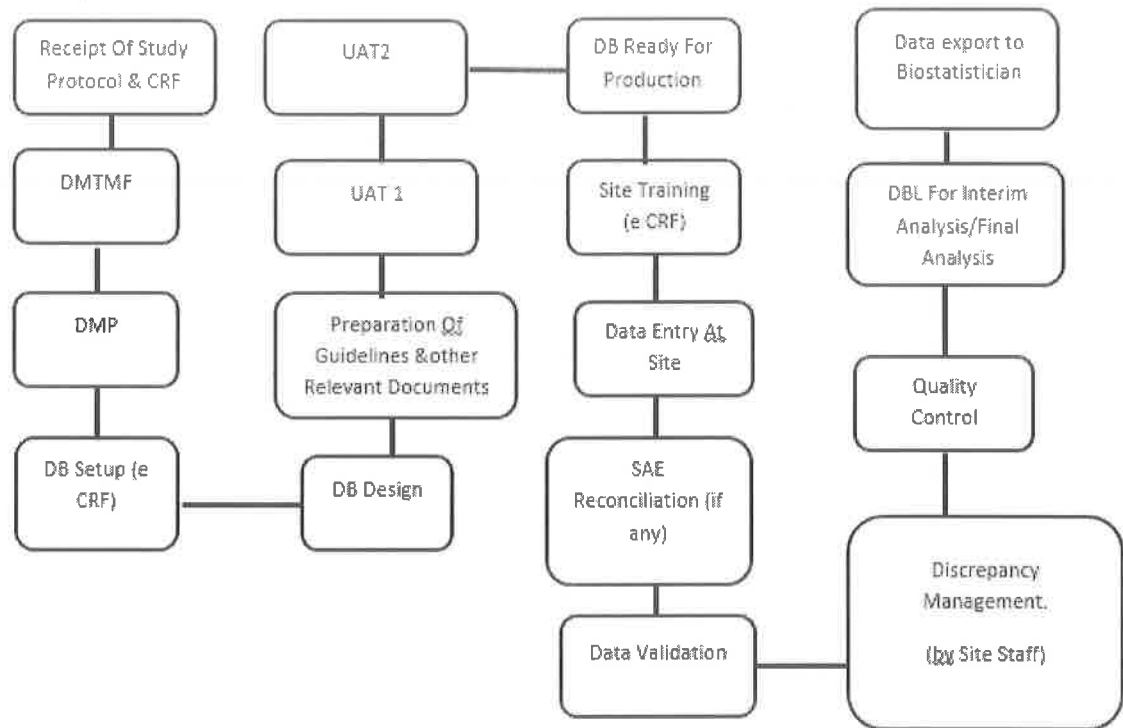 Receipt Of Study
Protocol & CRF
DMTMF
DMP
DB Setup (e
CRF)
DB Design
Preparation Of
Guidelines &other
Relevant Documents
UAT 1
UAT2
DB Ready For
Production
Site Training
(e CRF)
Data Entry At
Site
SAE
Reconciliation (if
any)
Data Validation
Discrepancy
Management.
(by Site Staff)
Quality
Control
DBL For Interim
Analysis/Final
Analysis
Data export to
Biostatistician